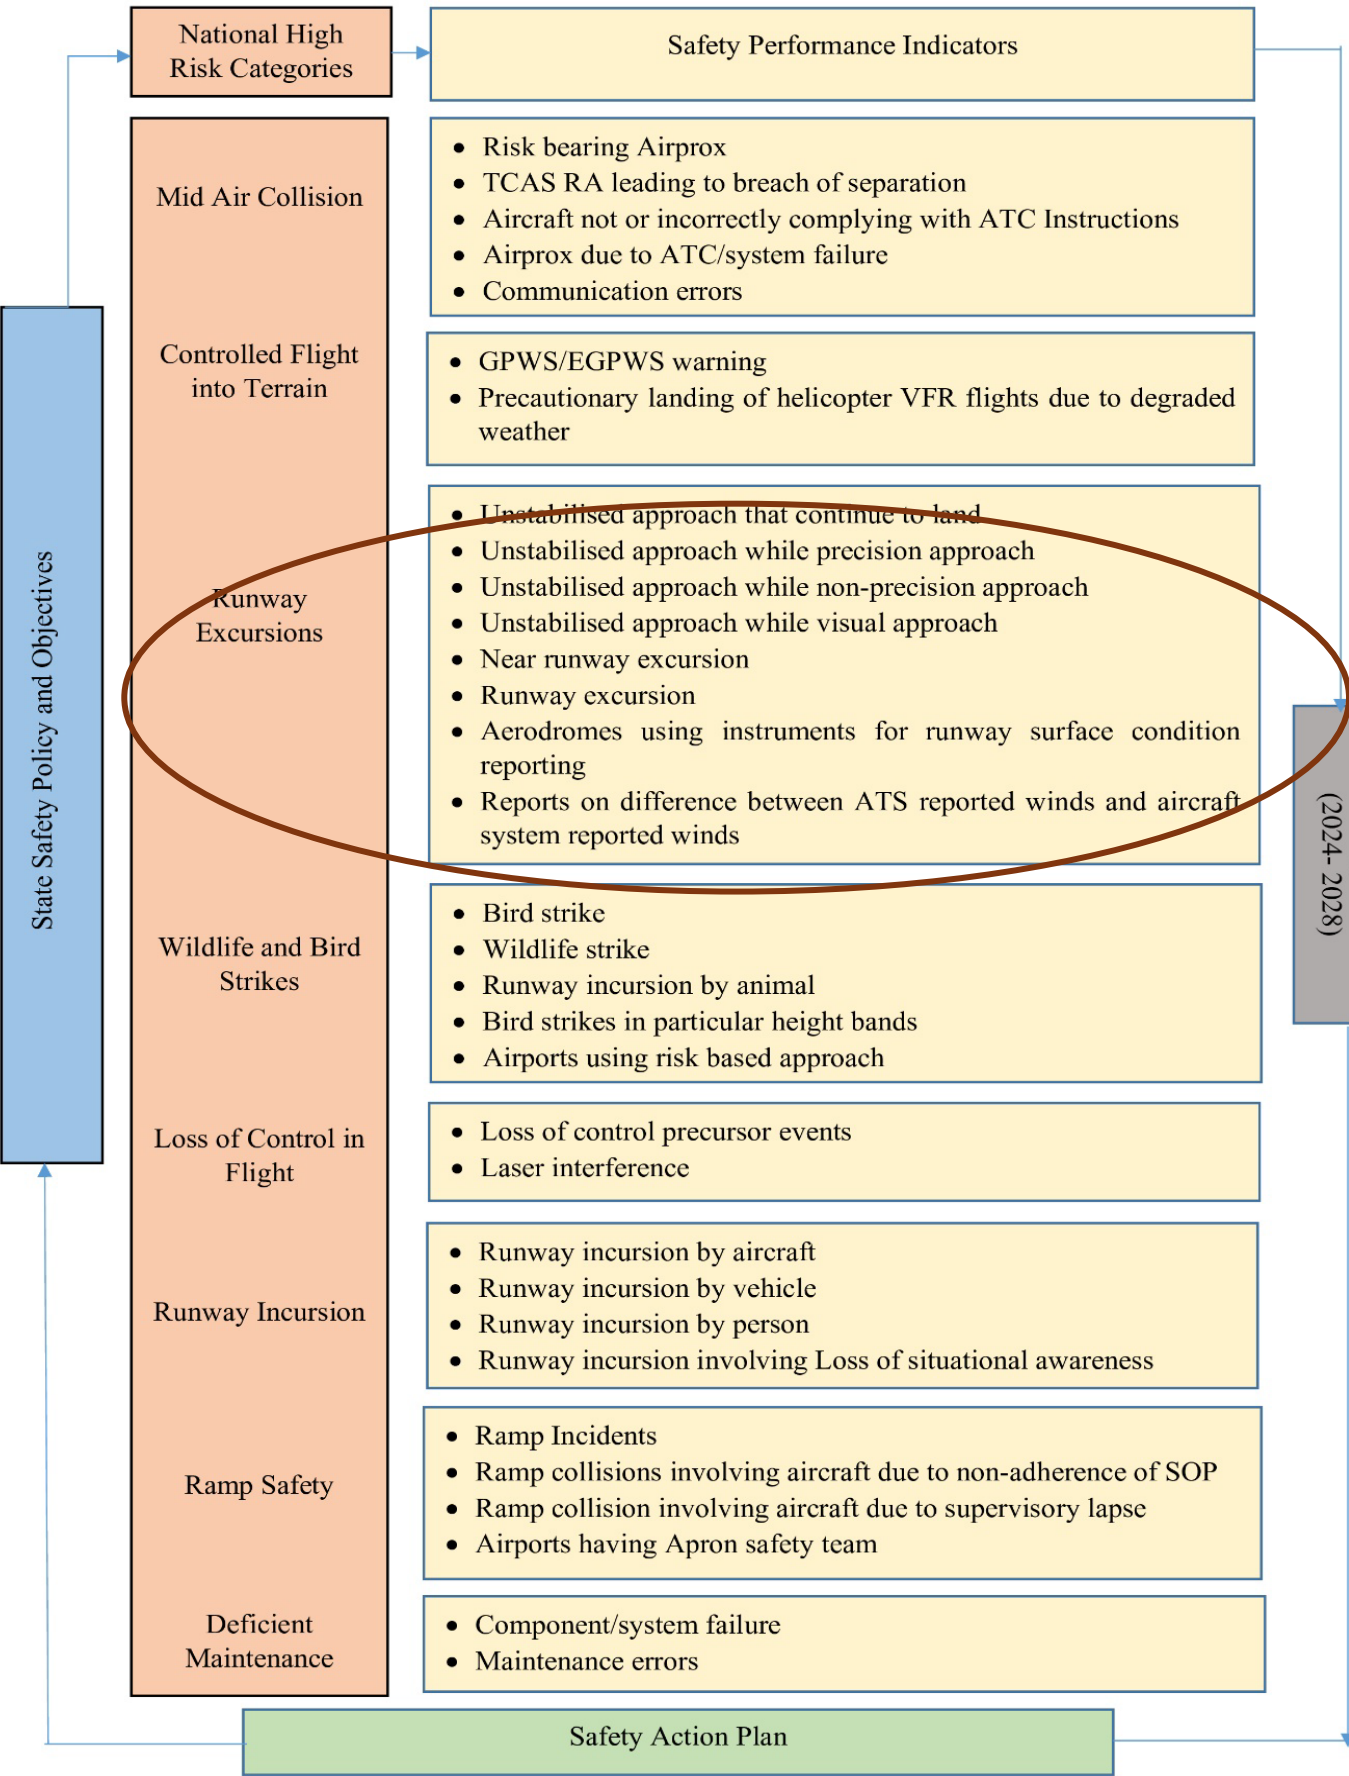 National High
Risk Categories
Safety Performance Indicators
Mid Air Collision
• Risk bearing Airprox
• TCAS RA leading to breach of separation
• Aircraft not or incorrectly complying with ATC Instructions
• Airprox due to ATC/system failure
• Communication errors
Controlled Flight
into Terrain
• GPWS/EGPWS warning
• Precautionary landing of helicopter VFR flights due to degraded
weather
Runway
Excursions
• Unstabilised approach that continue to land
• Unstabilised approach while precision approach
• Unstabilised approach while non-precision approach
• Unstabilised approach while visual approach
• Near runway excursion
• Runway excursion
• Aerodromes using instruments for runway surface condition
reporting
• Reports on difference between ATS reported winds and aircraft
system reported winds
Wildlife and Bird
Strikes
• Bird strike
• Wildlife strike
• Runway incursion by animal
• Bird strikes in particular height bands
• Airports using risk based approach
Loss of Control in
Flight
• Loss of control precursor events
• Laser interference
Runway Incursion
• Runway incursion by aircraft
• Runway incursion by vehicle
• Runway incursion by person
• Runway incursion involving Loss of situational awareness
Ramp Safety
• Ramp Incidents
• Ramp collisions involving aircraft due to non-adherence of SOP
• Ramp collision involving aircraft due to supervisory lapse
• Airports having Apron safety team
Deficient
Maintenance
• Component/system failure
• Maintenance errors
State Safety Policy and Objectives
(2024- 2028)
Safety Action Plan